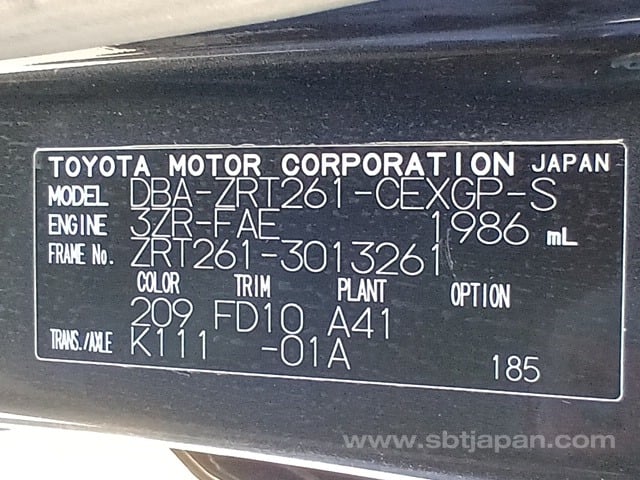 TOYOTA MOTOR CORPORATION JAPAN
MODEL DBA-ZRT261-CEXGP-S
ENGINE 3ZR-FAE 1986 mL
FRAME No. ZRT261-3013261
COLOR TRIM PLANT OPTION
209 FD10 A41
TRANS./AXLE K111 -01A
185
www.sbtjapan.com